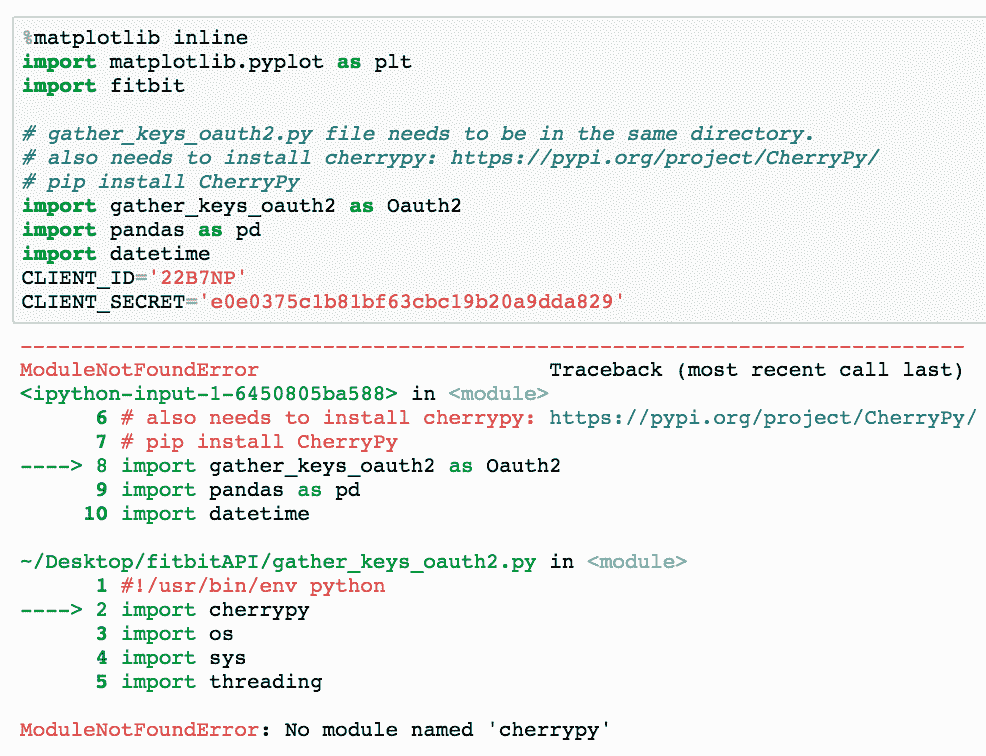 %matplotlib inline
import matplotlib.pyplot as plt
import fitbit
# gather_keys_oauth2.py file needs to be in the same directory.
# also needs to install cherrypy: https://pypi.org/project/CherryPy/
# pip install CherryPy
import gather_keys_oauth2 as Oauth2
import pandas as pd
import datetime
CLIENT_ID='22B7NP'
CLIENT_SECRET='e0e0375c1b81bf63cbc19b20a9dda829'
---------------------------------------------------------------------------
ModuleNotFoundError                       Traceback (most recent call last)
<ipython-input-1-6450805ba588> in <module>
      6 # also needs to install cherrypy: https://pypi.org/project/CherryPy/
      7 # pip install CherryPy
----> 8 import gather_keys_oauth2 as Oauth2
      9 import pandas as pd
     10 import datetime
~/Desktop/fitbitAPI/gather_keys_oauth2.py in <module>
      1 #!/usr/bin/env python
----> 2 import cherrypy
      3 import os
      4 import sys
      5 import threading
ModuleNotFoundError: No module named 'cherrypy'